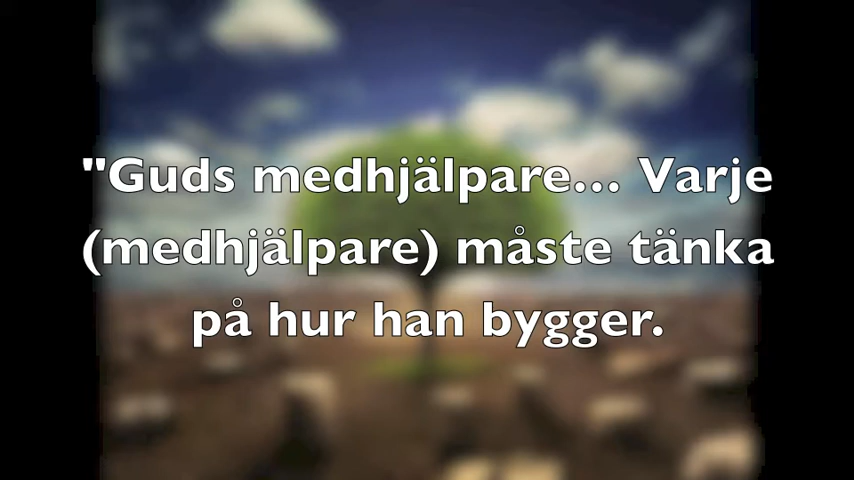 "Guds medhjälpare... Varje
(medhjälpare) måste tänka
på hur han bygger.